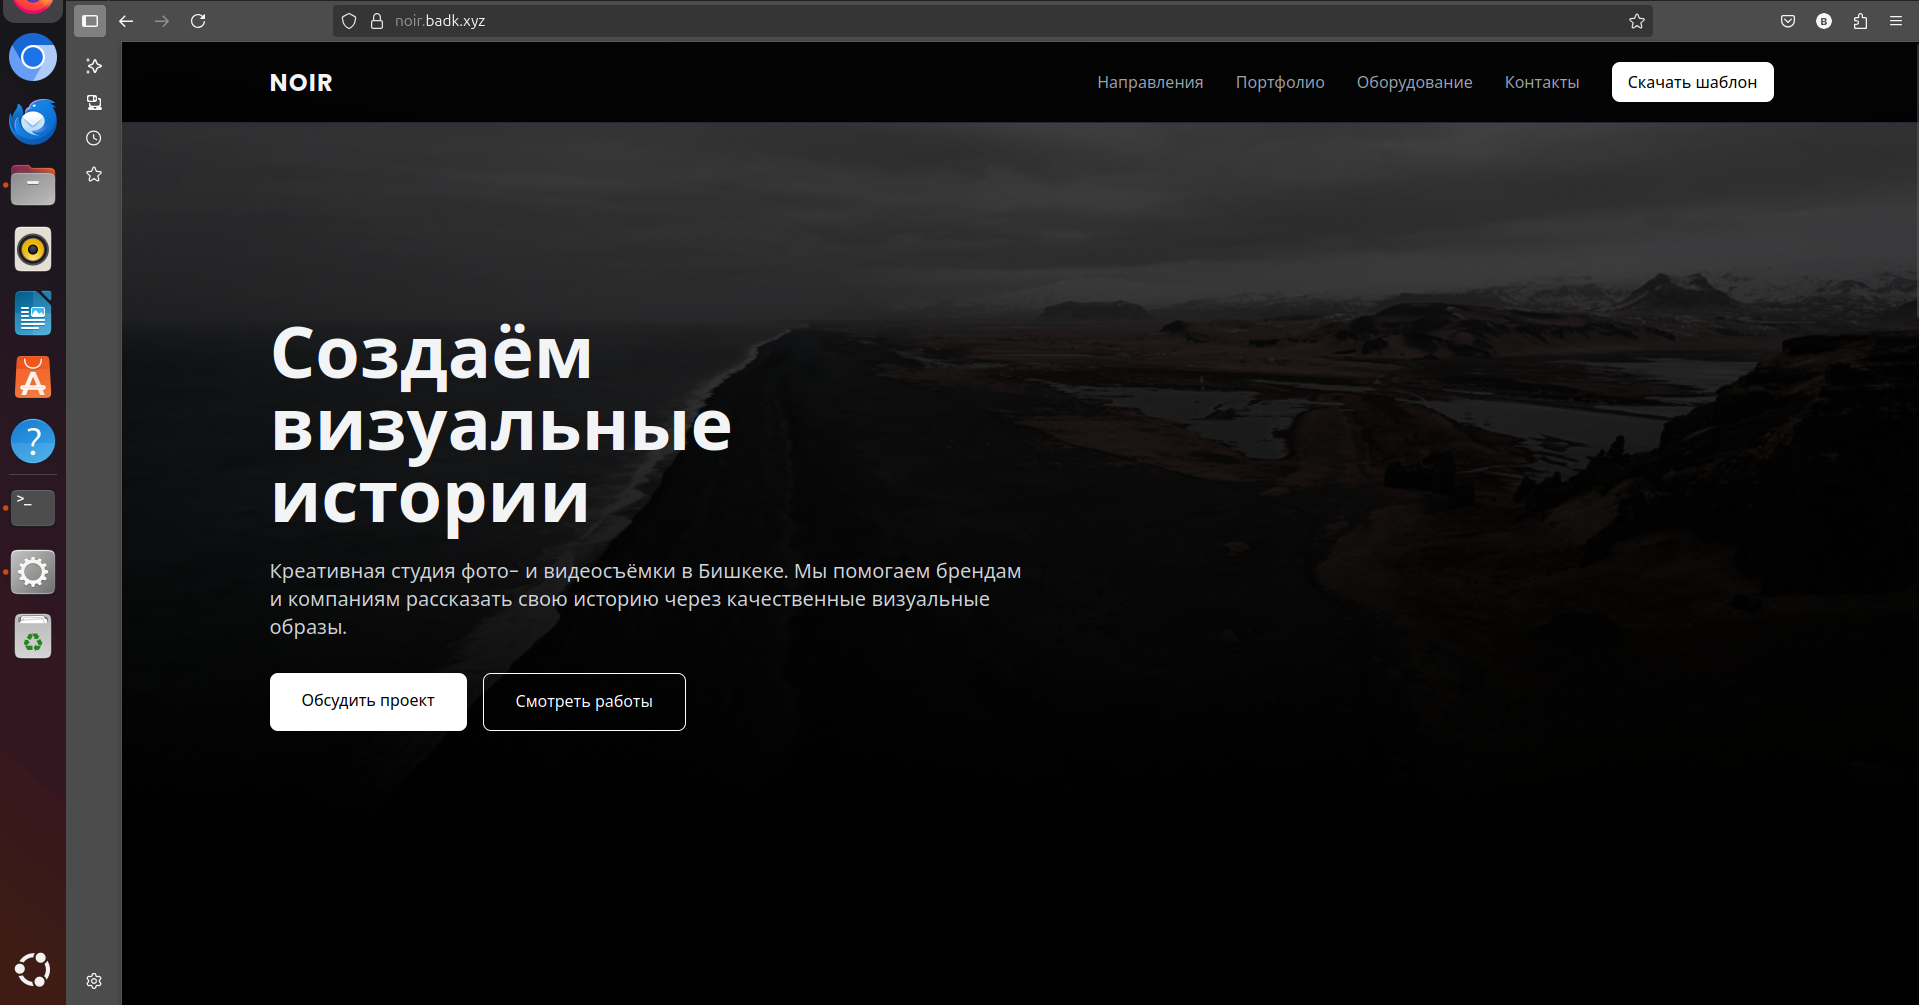 noir.badk.xyz
B
NOIR
Направления
Портфолио
Оборудование
Контакты
Скачать шаблон
Создаём
визуальные
истории
Креативная студия фото- и видеосъёмки в Бишкеке. Мы помогаем брендам
и компаниям рассказать свою историю через качественные визуальные
образы.
Обсудить проект
Смотреть работы